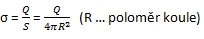 σ = Q/S = Q/4πR² (R ... poloměr koule)